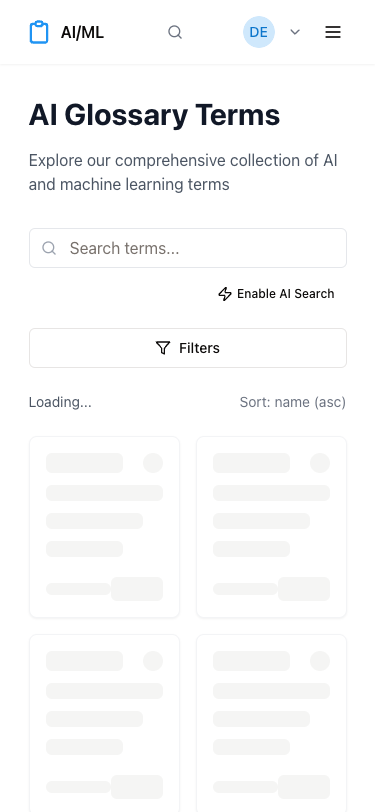 AI/ML
DE
AI Glossary Terms
Explore our comprehensive collection of AI
and machine learning terms
Search terms...
Enable AI Search
Filters
Loading...
Sort: name (asc)